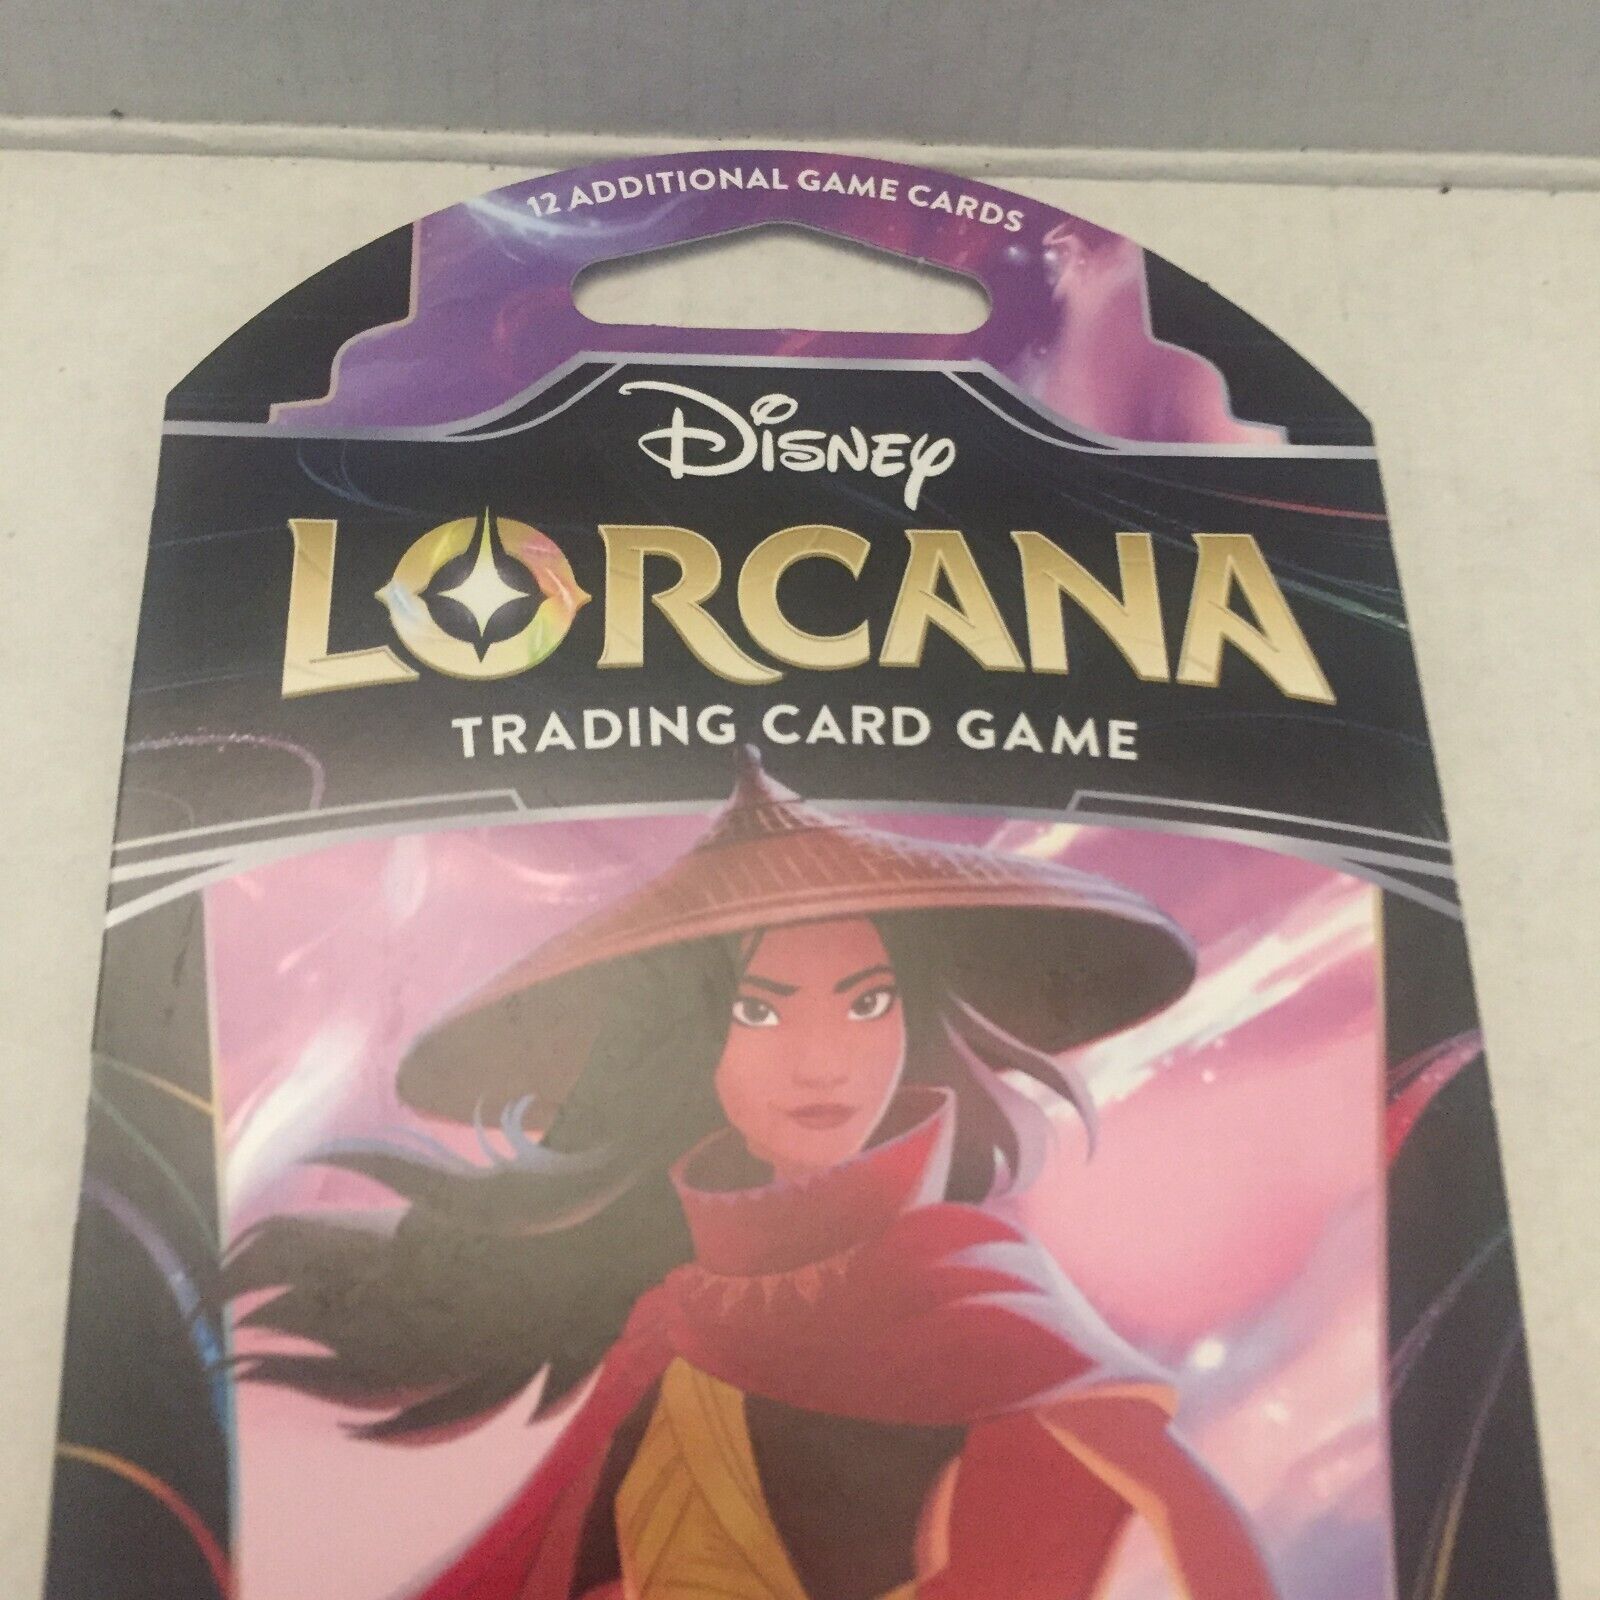 12 ADDITIONAL GAME CARDS
DISNEY
LORCANA
TRADING CARD GAME